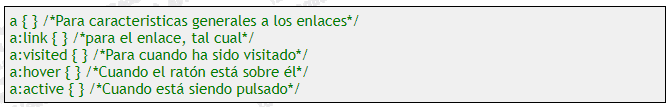 a { } /*Para caracteristicas generales a los enlaces*/
a:link { } /*para el enlace, tal cual*/
a:visited { } /*Para cuando ha sido visitado*/
a:hover { } /*Cuando el ratón está sobre él*/
a:active { } /*Cuando está siendo pulsado*/